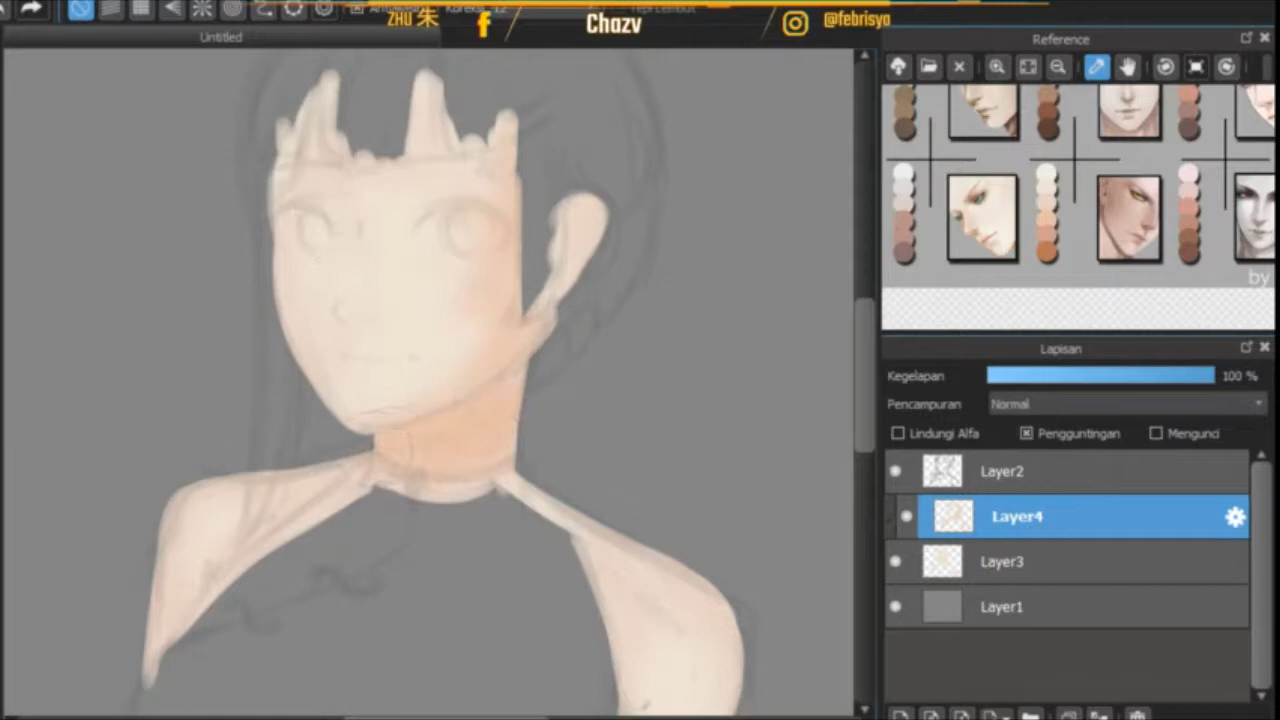 ZHU 朱
Chazv
@febrisya
Untitled
Reference
by
Lapisan
Kegelapan
100 %
Pencampuran
Normal
Lindungi Alfa
Pengguntingan
Mengunci
Layer2
Layer4
Layer3
Layer1